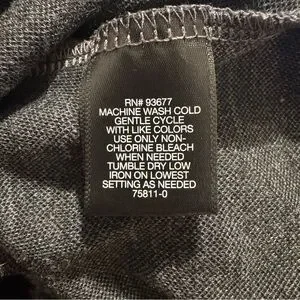 RN# 93677
MACHINE WASH COLD
GENTLE CYCLE
WITH LIKE COLORS
USE ONLY NON-
CHLORINE BLEACH
WHEN NEEDED
TUMBLE DRY LOW
IRON ON LOWEST
SETTING AS NEEDED
75811-0